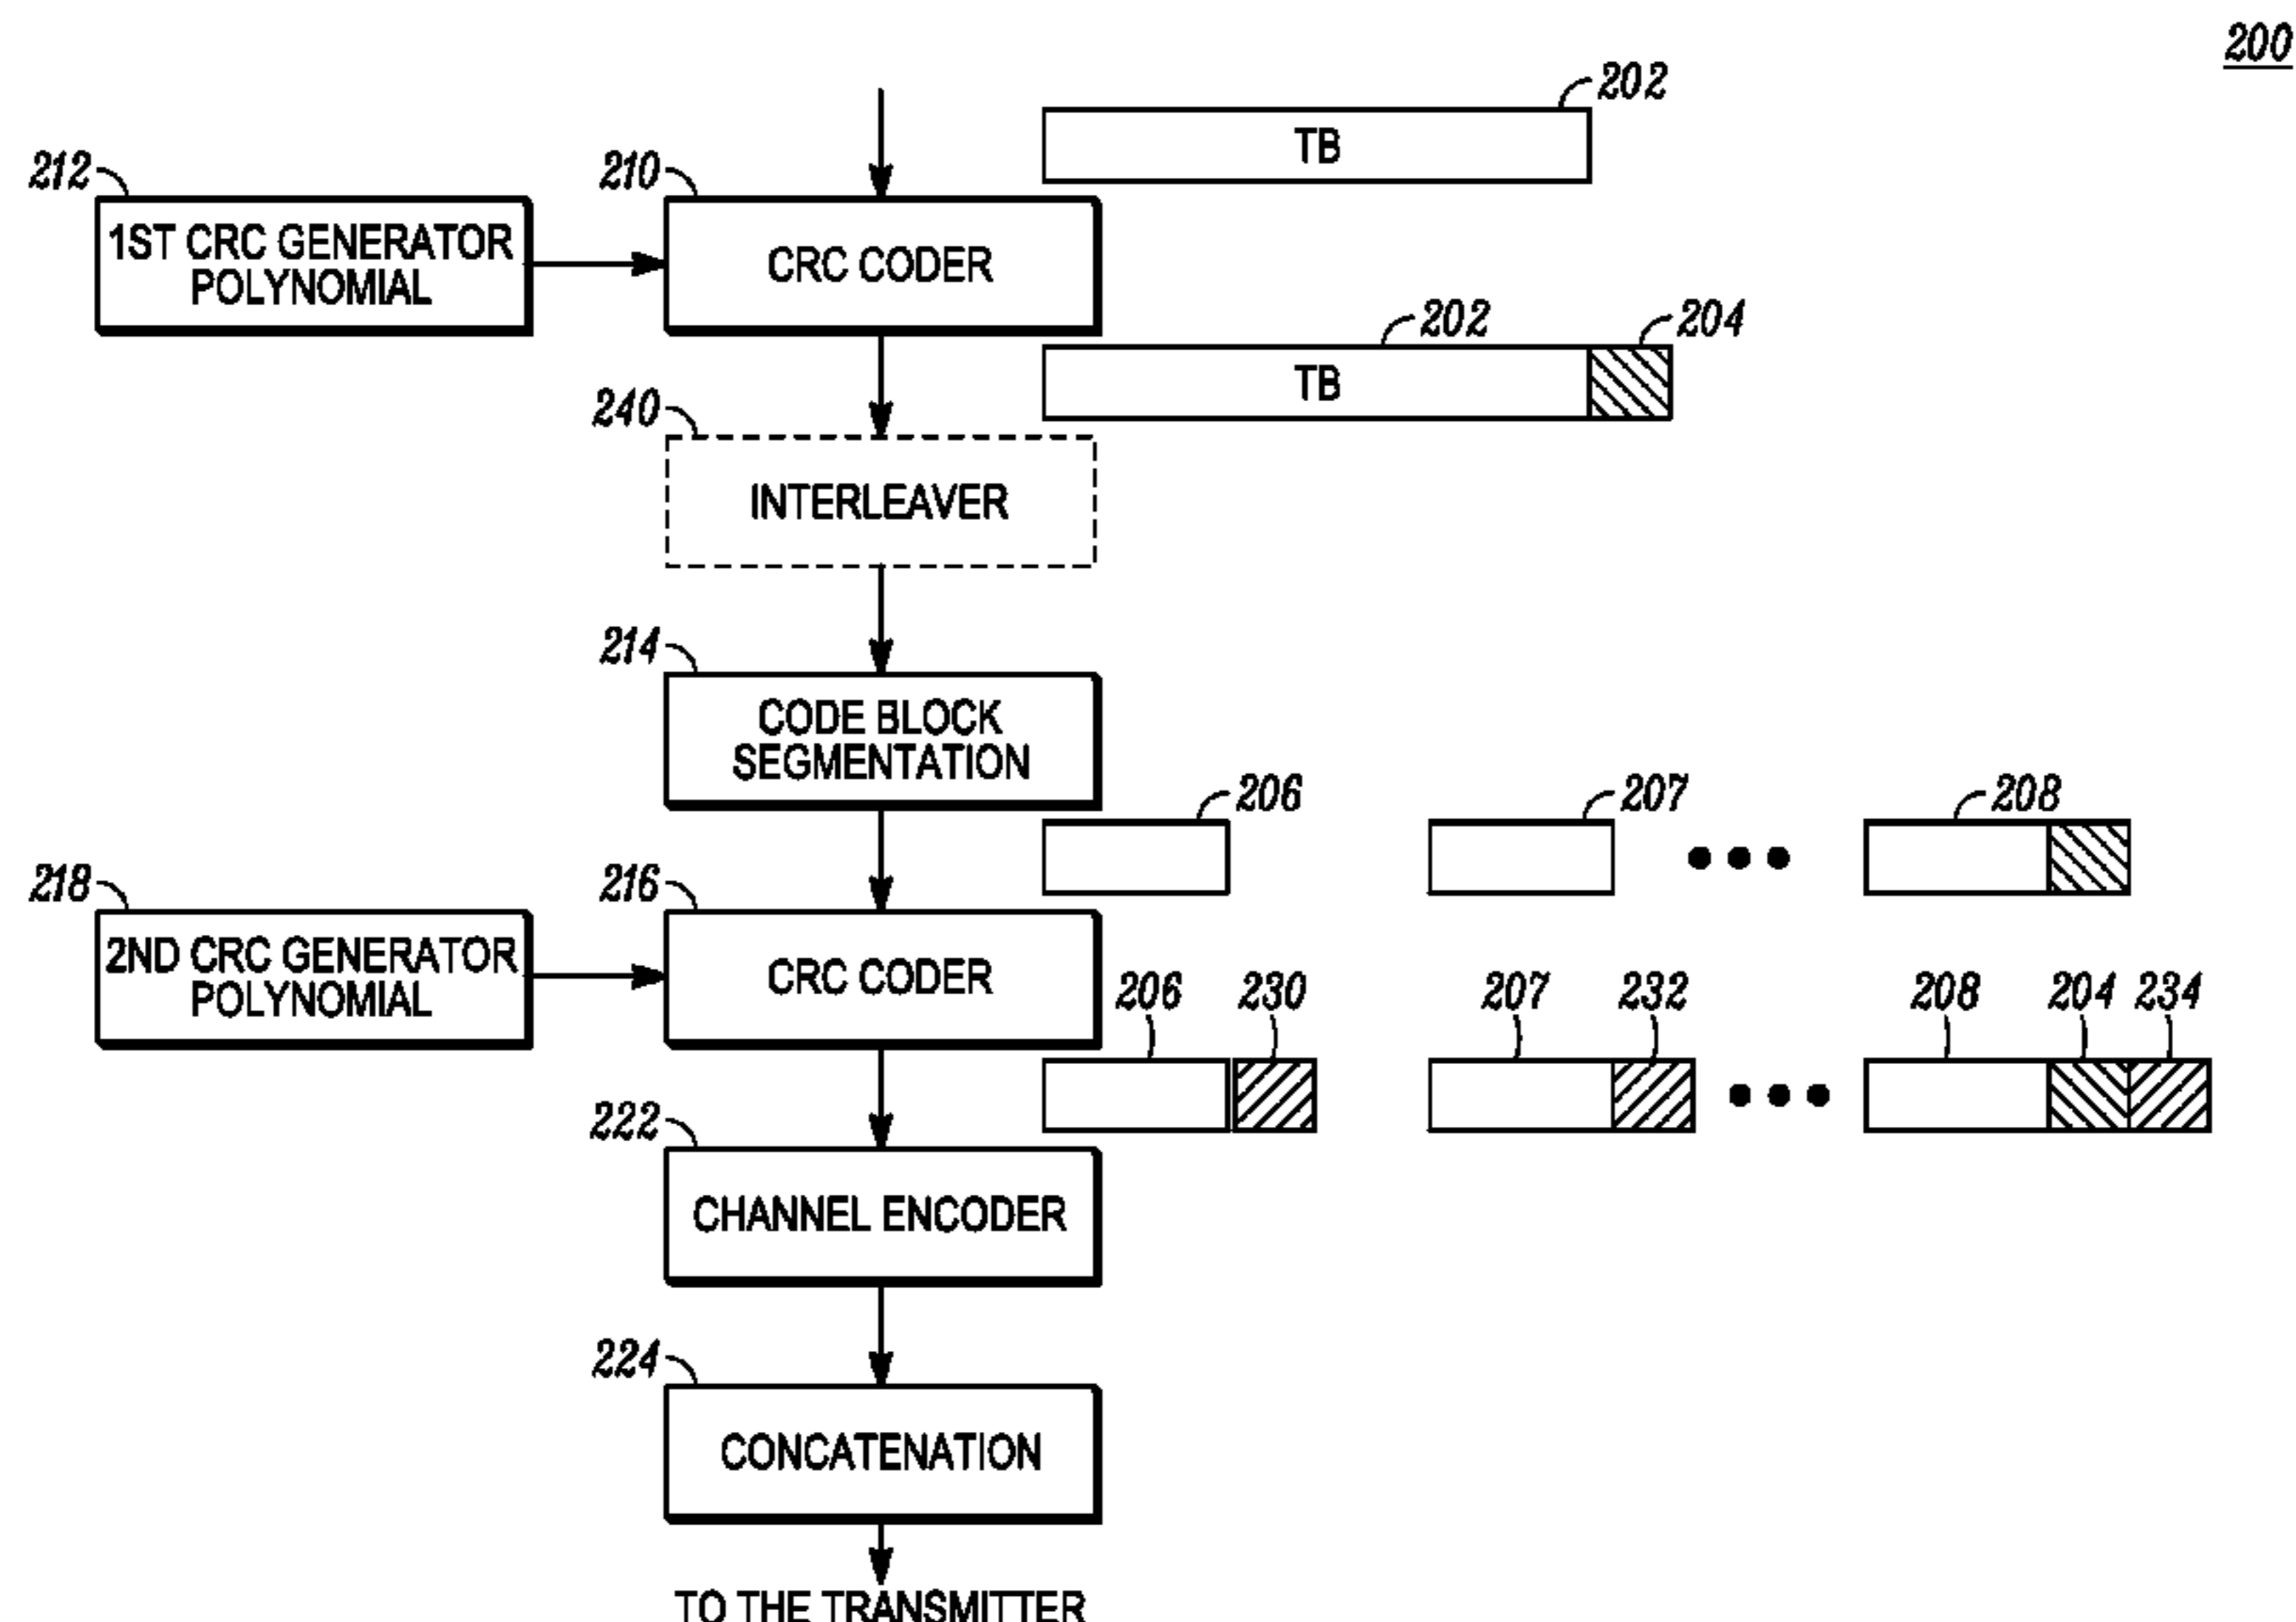 200
202
TB
212
210
1ST CRC GENERATOR
POLYNOMIAL
CRC CODER
202
204
TB
240
INTERLEAVER
214
CODE BLOCK
SEGMENTATION
206
207
208
218
216
2ND CRC GENERATOR
POLYNOMIAL
CRC CODER
206
230
207
232
208
204
234
222
CHANNEL ENCODER
224
CONCATENATION
TO THE TRANSMITTER